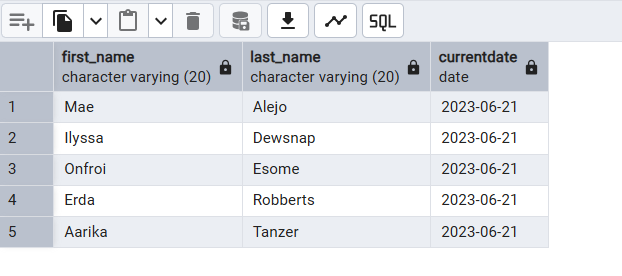 SQL
first_name last_name currentdate
character varying (20) character varying (20) date
1 Mae Alejo 2023-06-21
2 Ilyssa Dewsnap 2023-06-21
3 Onfroi Esome 2023-06-21
4 Erda Robberts 2023-06-21
5 Aarika Tanzer 2023-06-21